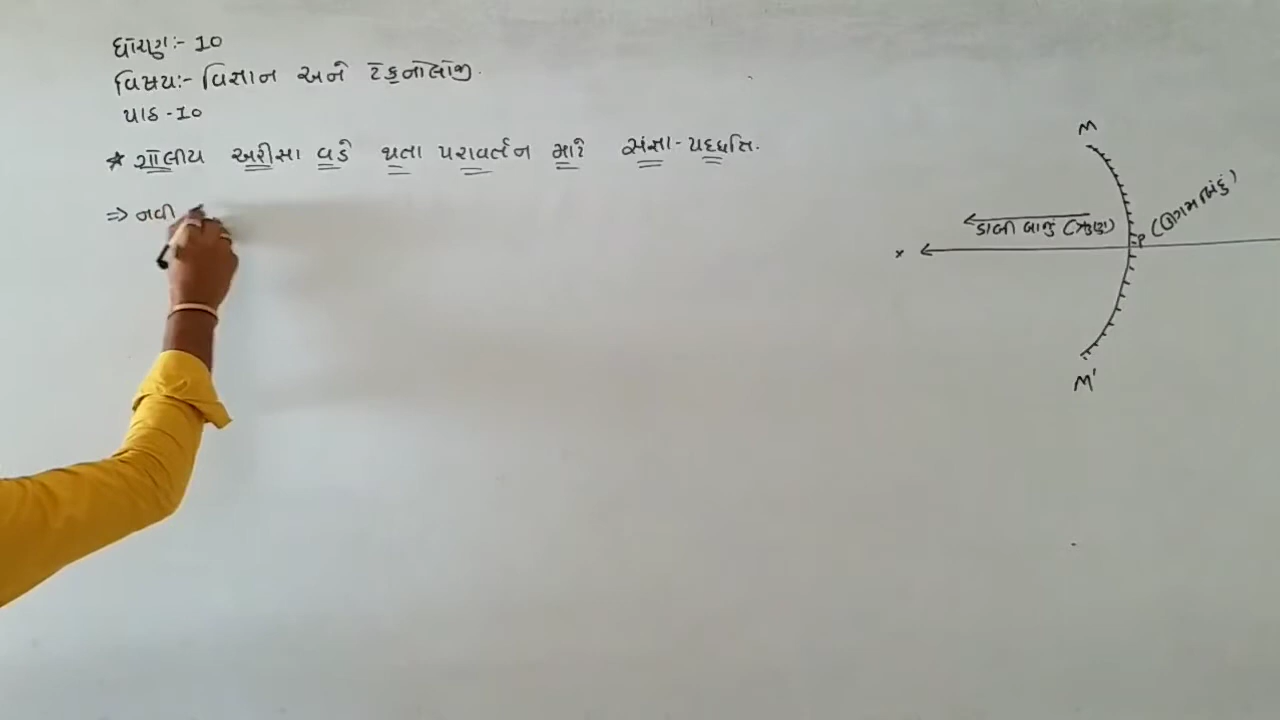 ધોરણ:- 10
વિષય:- વિજ્ઞાન અને ટેકનોલોજી.
પાઠ - 10
* ગોલીય અરીસા વડે થતા પરાવર્તન માટે સંજ્ઞા - પદ્ધતિ.
⇒ નવી
M
ડાબી બાજુ (ઋણ)
P (ઉગમબિંદુ)
x
M'